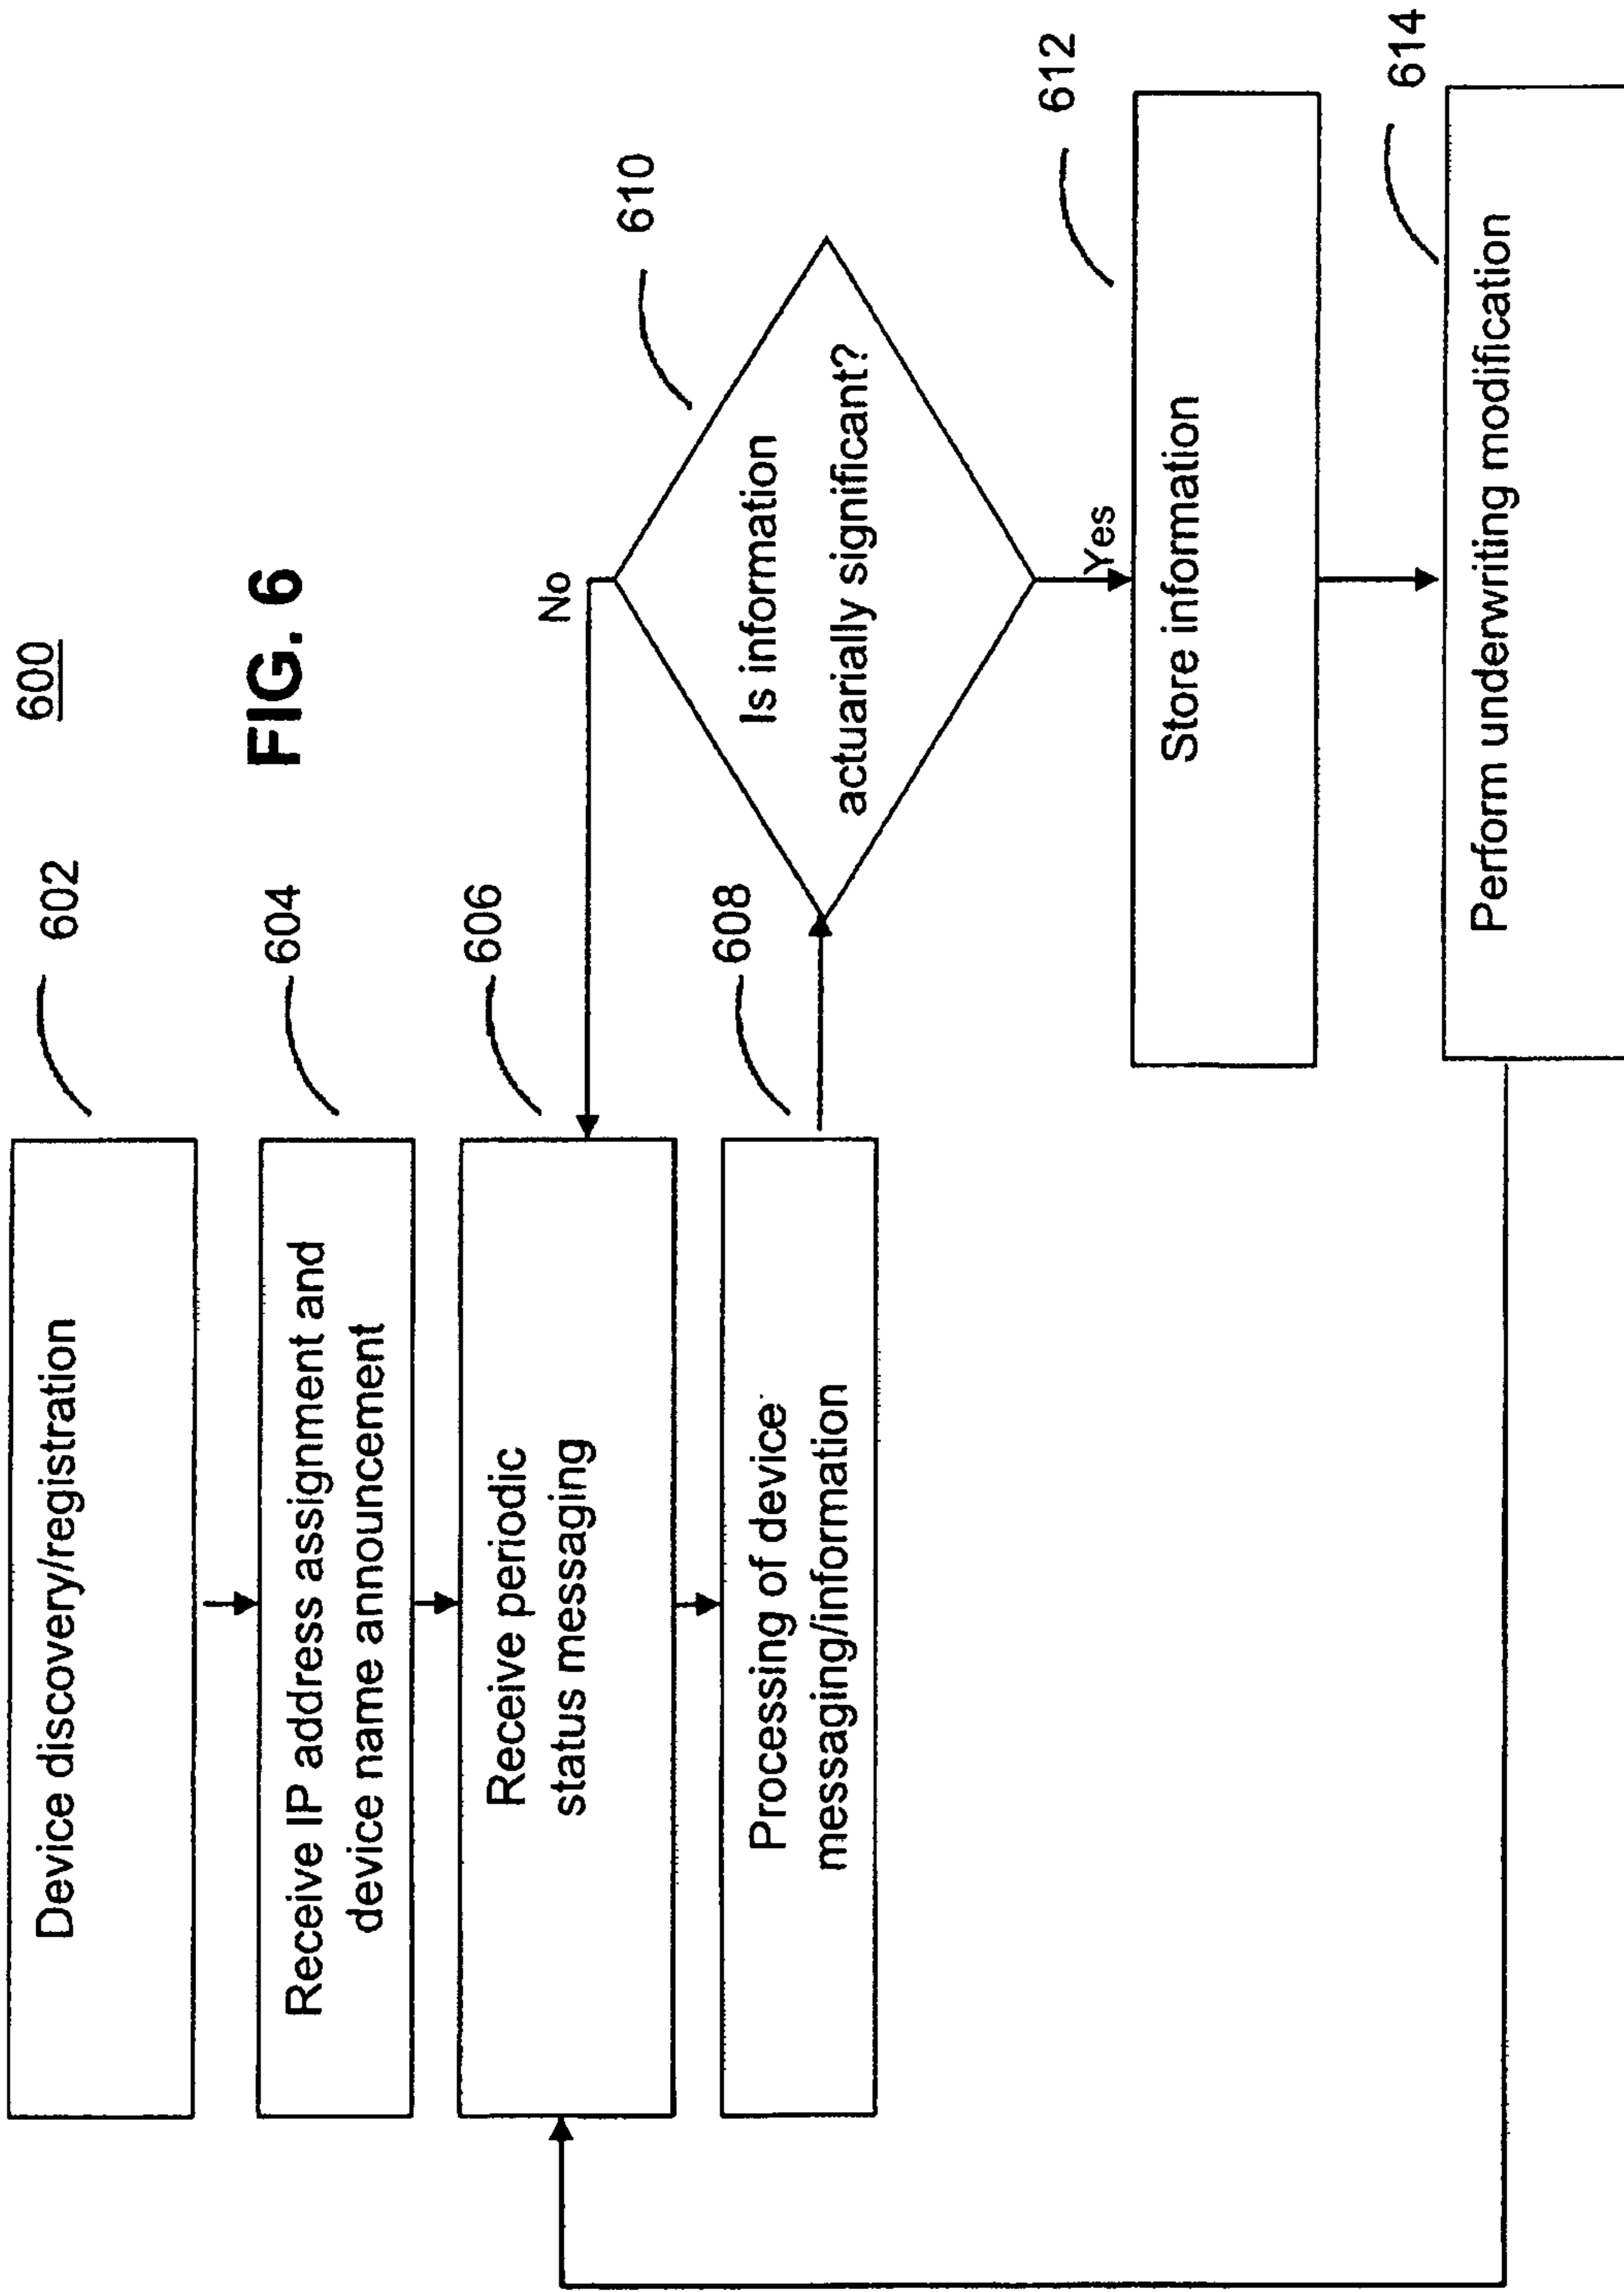 600
FIG. 6
Device discovery/registration
602
Receive IP address assignment and
device name announcement
604
Receive periodic
status messaging
606
Processing of device
messaging/information
608
Is information
actuarially significant?
610
No
Yes
Store information
612
Perform underwriting modification
614